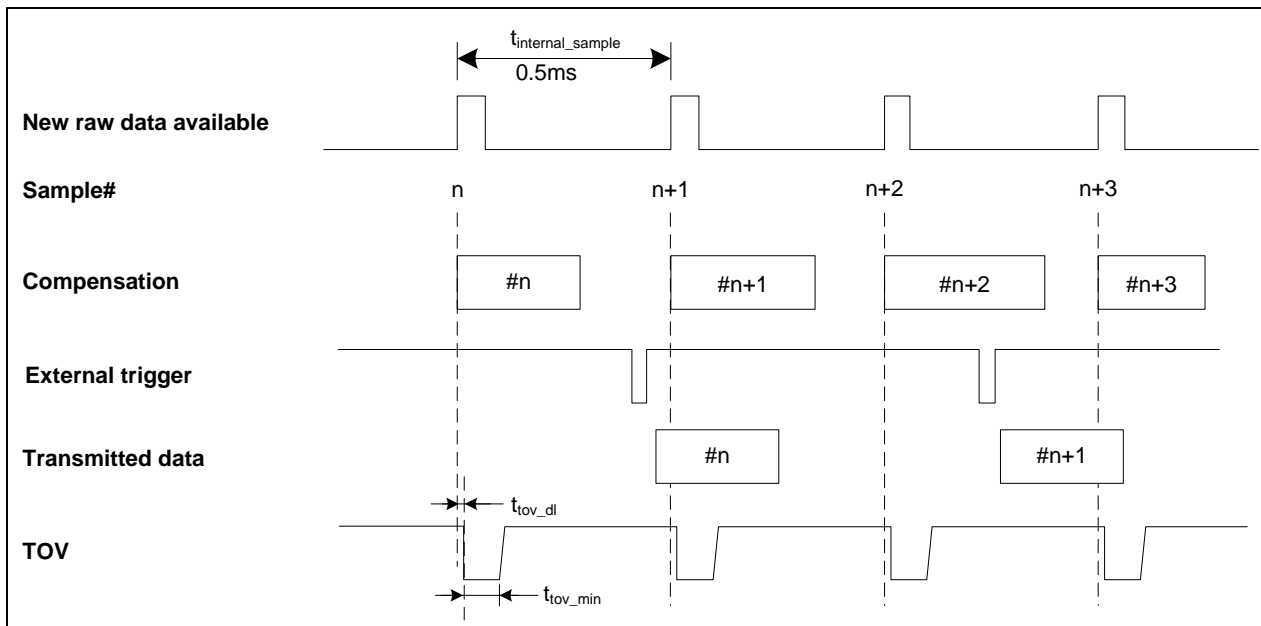 t_internal_sample
0.5ms
New raw data available
Sample# n n+1 n+2 n+3
Compensation #n #n+1 #n+2 #n+3
External trigger
Transmitted data #n #n+1
t_tov_dl
TOV
t_tov_min